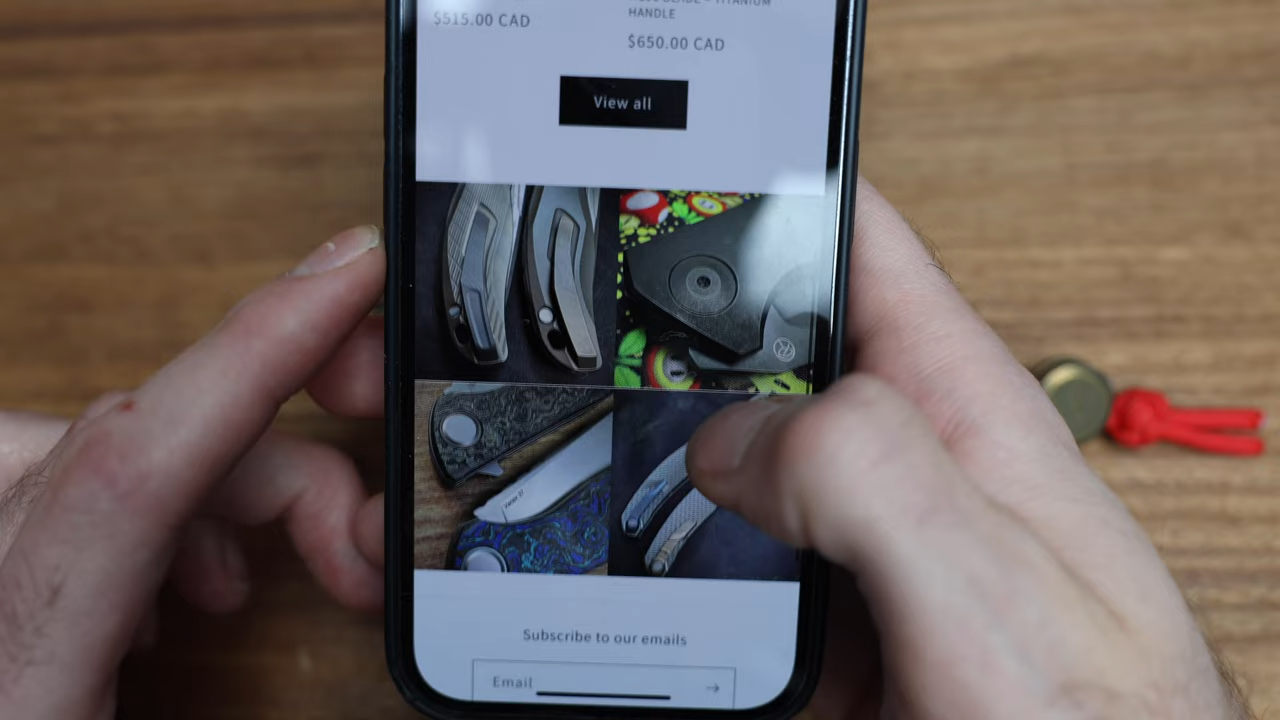 $515.00 CAD
HANDLE
$650.00 CAD
View all
Subscribe to our emails
Email